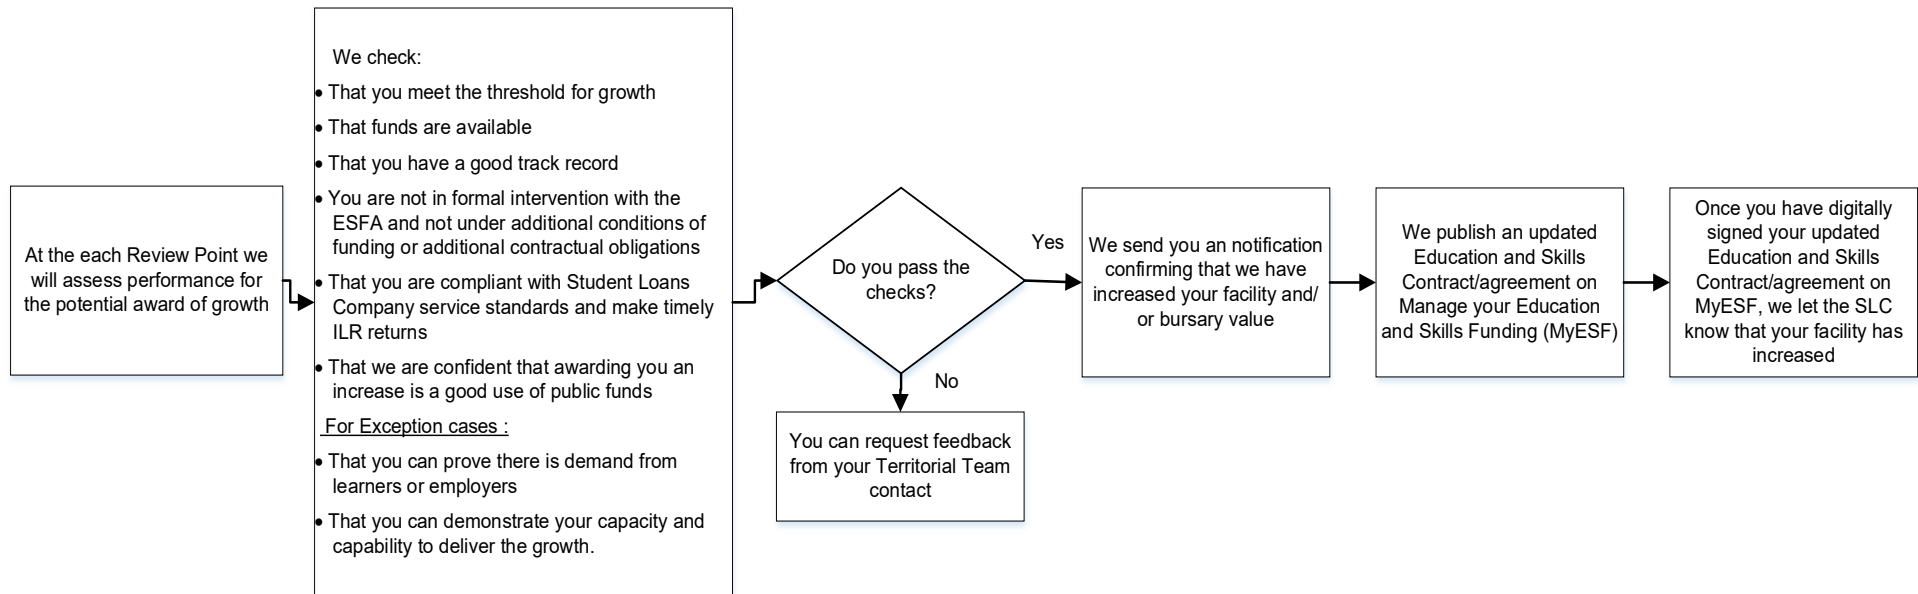 At the each Review Point we
will assess performance for
the potential award of growth
We check:
• That you meet the threshold for growth
• That funds are available
• That you have a good track record
• You are not in formal intervention with the
ESFA and not under additional conditions of
funding or additional contractual obligations
• That you are compliant with Student Loans
Company service standards and make timely
ILR returns
• That we are confident that awarding you an
increase is a good use of public funds
For Exception cases :
• That you can prove there is demand from
learners or employers
• That you can demonstrate your capacity and
capability to deliver the growth.
Do you pass the
checks?
Yes
No
You can request feedback
from your Territorial Team
contact
We send you an notification
confirming that we have
increased your facility and/
or bursary value
We publish an updated
Education and Skills
Contract/agreement on
Manage your Education
and Skills Funding (MyESF)
Once you have digitally
signed your updated
Education and Skills
Contract/agreement on
MyESF, we let the SLC
know that your facility has
increased